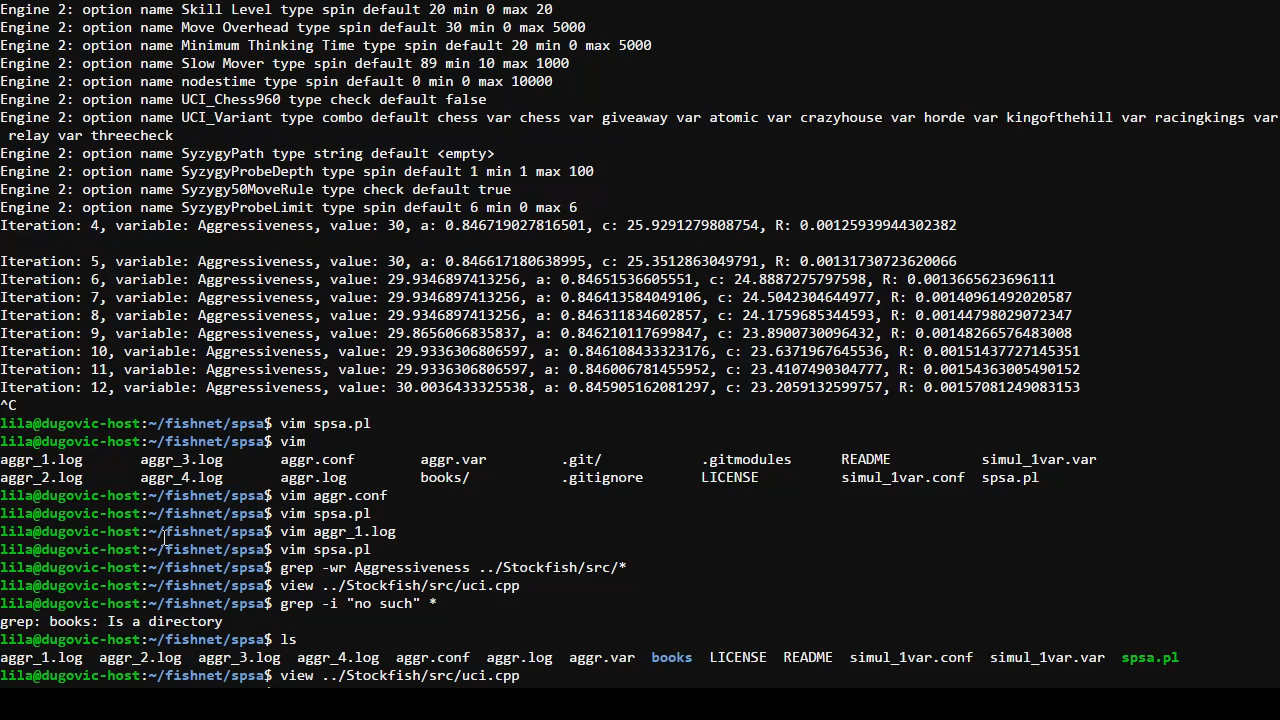 Engine 2: option name Skill Level type spin default 20 min 0 max 20
Engine 2: option name Move Overhead type spin default 30 min 0 max 5000
Engine 2: option name Minimum Thinking Time type spin default 20 min 0 max 5000
Engine 2: option name Slow Mover type spin default 89 min 10 max 1000
Engine 2: option name nodestime type spin default 0 min 0 max 10000
Engine 2: option name UCI_Chess960 type check default false
Engine 2: option name UCI_Variant type combo default chess var chess var giveaway var atomic var crazyhouse var horde var kingofthehill var racingkings var
 relay var threecheck
Engine 2: option name SyzygyPath type string default <empty>
Engine 2: option name SyzygyProbeDepth type spin default 1 min 1 max 100
Engine 2: option name Syzygy50MoveRule type check default true
Engine 2: option name SyzygyProbeLimit type spin default 6 min 0 max 6
Iteration: 4, variable: Aggressiveness, value: 30, a: 0.846719027816501, c: 25.9291279808754, R: 0.00125939944302382
Iteration: 5, variable: Aggressiveness, value: 30, a: 0.846617180638995, c: 25.3512863049791, R: 0.00131730723620066
Iteration: 6, variable: Aggressiveness, value: 29.9346897413256, a: 0.84651536605551, c: 24.8887275797598, R: 0.0013665623696111
Iteration: 7, variable: Aggressiveness, value: 29.9346897413256, a: 0.846413584049106, c: 24.5042304644977, R: 0.00140961492020587
Iteration: 8, variable: Aggressiveness, value: 29.9346897413256, a: 0.846311834602857, c: 24.1759685344593, R: 0.00144798029072347
Iteration: 9, variable: Aggressiveness, value: 29.8656066835837, a: 0.846210117699847, c: 23.8900730096432, R: 0.00148266576483008
Iteration: 10, variable: Aggressiveness, value: 29.9336306806597, a: 0.846108433323176, c: 23.6371967645536, R: 0.00151437727145351
Iteration: 11, variable: Aggressiveness, value: 29.9336306806597, a: 0.846006781455952, c: 23.4107490304777, R: 0.00154363005490152
Iteration: 12, variable: Aggressiveness, value: 30.0036433325538, a: 0.845905162081297, c: 23.2059132599757, R: 0.00157081249083153
^C
lila@dugovic-host:~/fishnet/spsa$ vim spsa.pl
lila@dugovic-host:~/fishnet/spsa$ vim
aggr_1.log aggr_3.log aggr.conf aggr.var .git/ .gitmodules README simul_1var.var
aggr_2.log aggr_4.log aggr.log books/ .gitignore LICENSE simul_1var.conf spsa.pl
lila@dugovic-host:~/fishnet/spsa$ vim aggr.conf
lila@dugovic-host:~/fishnet/spsa$ vim spsa.pl
lila@dugovic-host:~/fishnet/spsa$ vim aggr_1.log
lila@dugovic-host:~/fishnet/spsa$ vim spsa.pl
lila@dugovic-host:~/fishnet/spsa$ grep -wr Aggressiveness ../Stockfish/src/*
lila@dugovic-host:~/fishnet/spsa$ view ../Stockfish/src/uci.cpp
lila@dugovic-host:~/fishnet/spsa$ grep -i "no such" *
grep: books: Is a directory
lila@dugovic-host:~/fishnet/spsa$ ls
aggr_1.log aggr_2.log aggr_3.log aggr_4.log aggr.conf aggr.log aggr.var books LICENSE README simul_1var.conf simul_1var.var spsa.pl
lila@dugovic-host:~/fishnet/spsa$ view ../Stockfish/src/uci.cpp